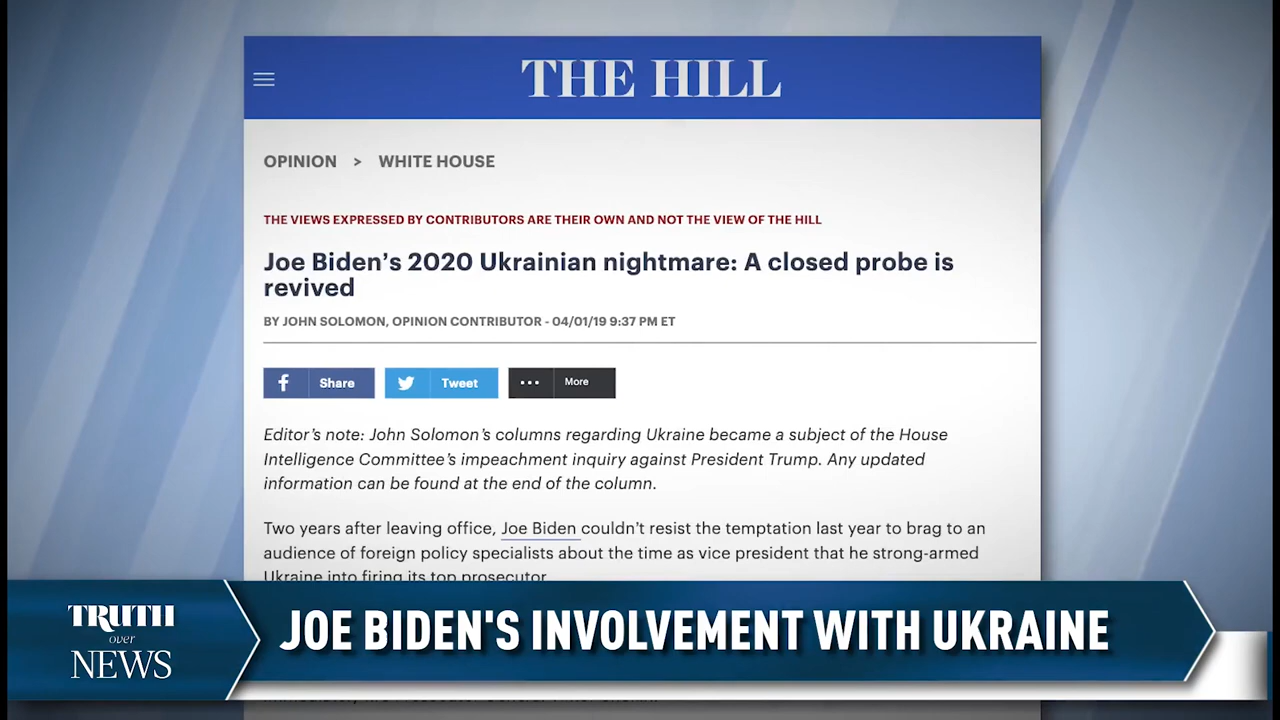 THE HILL
OPINION > WHITE HOUSE
THE VIEWS EXPRESSED BY CONTRIBUTORS ARE THEIR OWN AND NOT THE VIEW OF THE HILL
Joe Biden’s 2020 Ukrainian nightmare: A closed probe is
revived
BY JOHN SOLOMON, OPINION CONTRIBUTOR - 04/01/19 9:37 PM ET
Share Tweet More
Editor’s note: John Solomon’s columns regarding Ukraine became a subject of the House
Intelligence Committee’s impeachment inquiry against President Trump. Any updated
information can be found at the end of the column.
Two years after leaving office, Joe Biden couldn’t resist the temptation last year to brag to an
audience of foreign policy specialists about the time as vice president that he strong-armed
Ukraine into firing its top prosecutor.
TRUTH
over
NEWS
JOE BIDEN'S INVOLVEMENT WITH UKRAINE